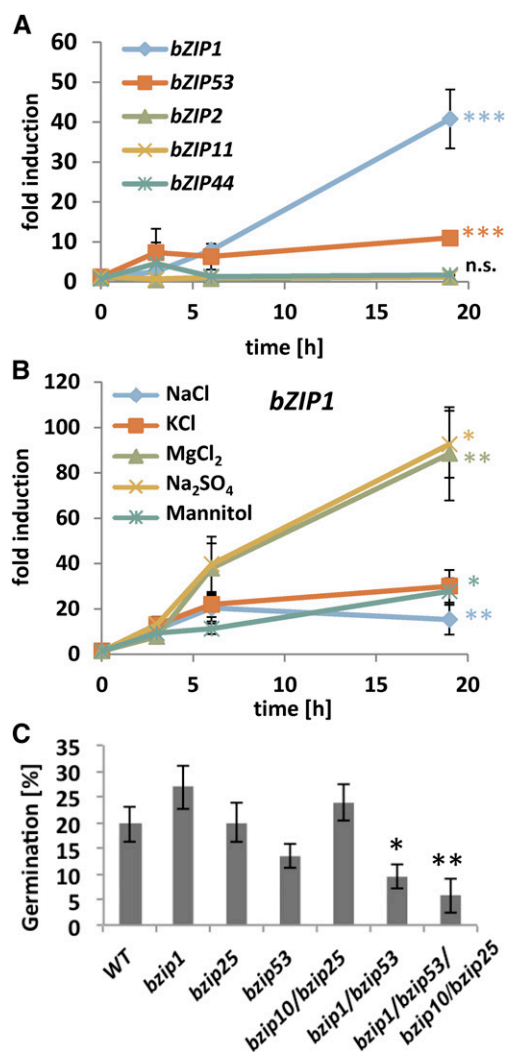 A
60
50
40
30
20
10
0
fold induction
bZIP1
bZIP53
bZIP2
bZIP11
bZIP44
***
***
n.s.
0 5 10 15 20
time [h]
B
120
100
80
60
40
20
0
fold induction
NaCl
KCl
MgCl₂
Na₂SO₄
Mannitol
bZIP1
*
**
*
**
0 5 10 15 20
time [h]
C
35
30
25
20
15
10
5
0
Germination [%]
* **
WT
bzip1
bzip25
bzip53
bzip10/bzip25
bzip1/bzip53
bzip1/bzip53/
bzip10/bzip25